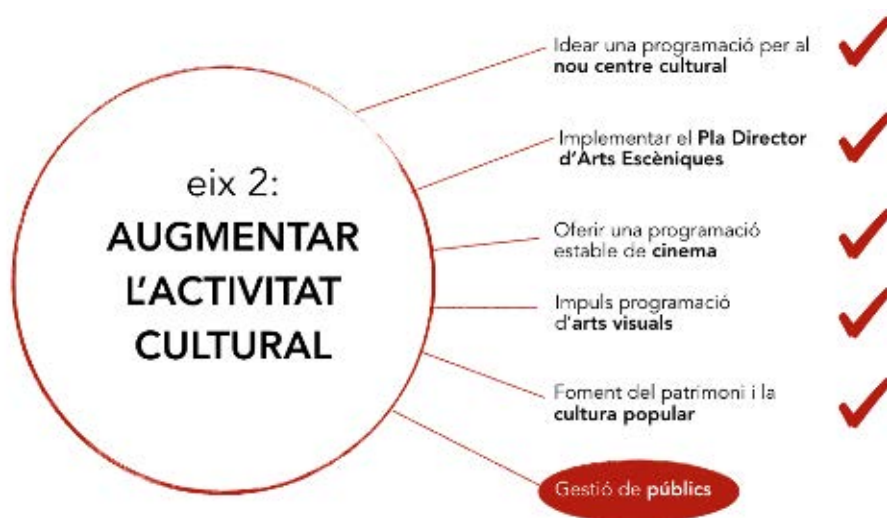 eix 2:
AUGMENTAR
L'ACTIVITAT
CULTURAL
Idear una programació per al
nou centre cultural
Implementar el Pla Director
d'Arts Escèniques
Oferir una programació
estable de cinema
Impuls programació
d'arts visuals
Foment del patrimoni i la
cultura popular
Gestió de públics